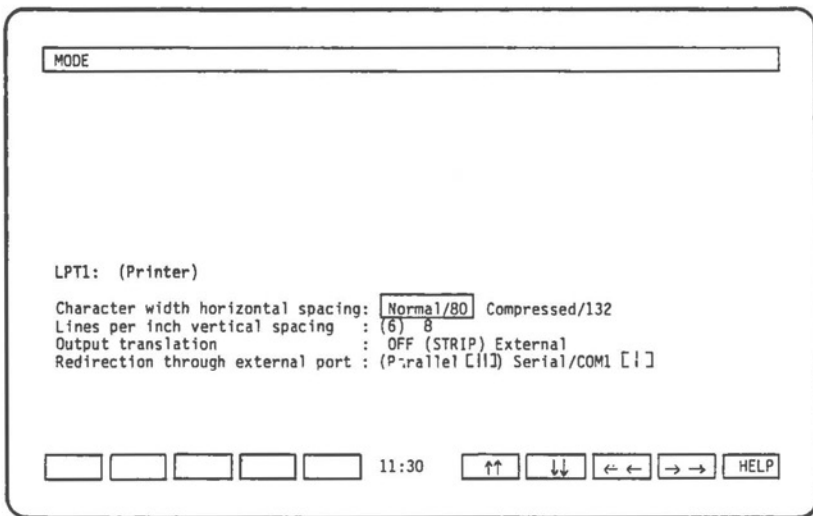 MODE
LPT1: (Printer)
Character width horizontal spacing: Normal/80 Compressed/132
Lines per inch vertical spacing : (6) 8
Output translation : OFF (STRIP) External
Redirection through external port : (Parallel [||]) Serial/COM1 [|]
11:30 ↑↑ ↓↓ ← ← → → HELP